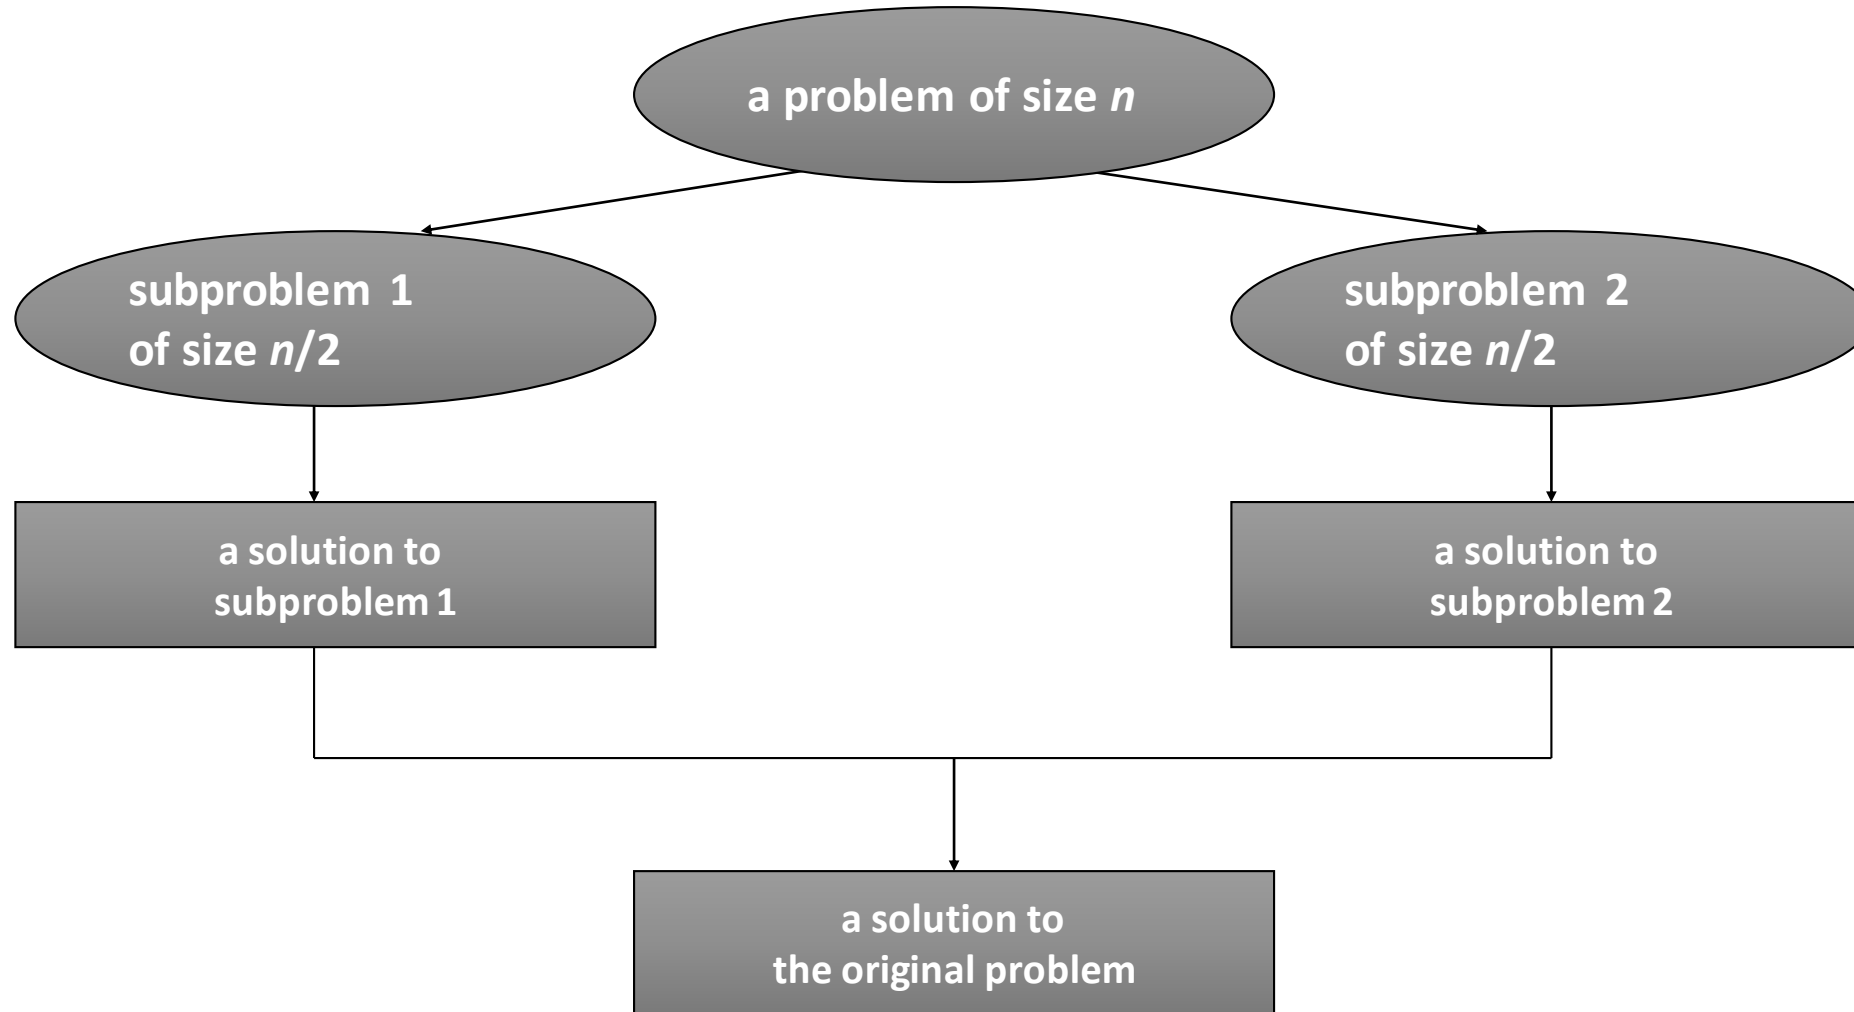 a problem of size n
subproblem 1
of size n/2
subproblem 2
of size n/2
a solution to
subproblem 1
a solution to
subproblem 2
a solution to
the original problem